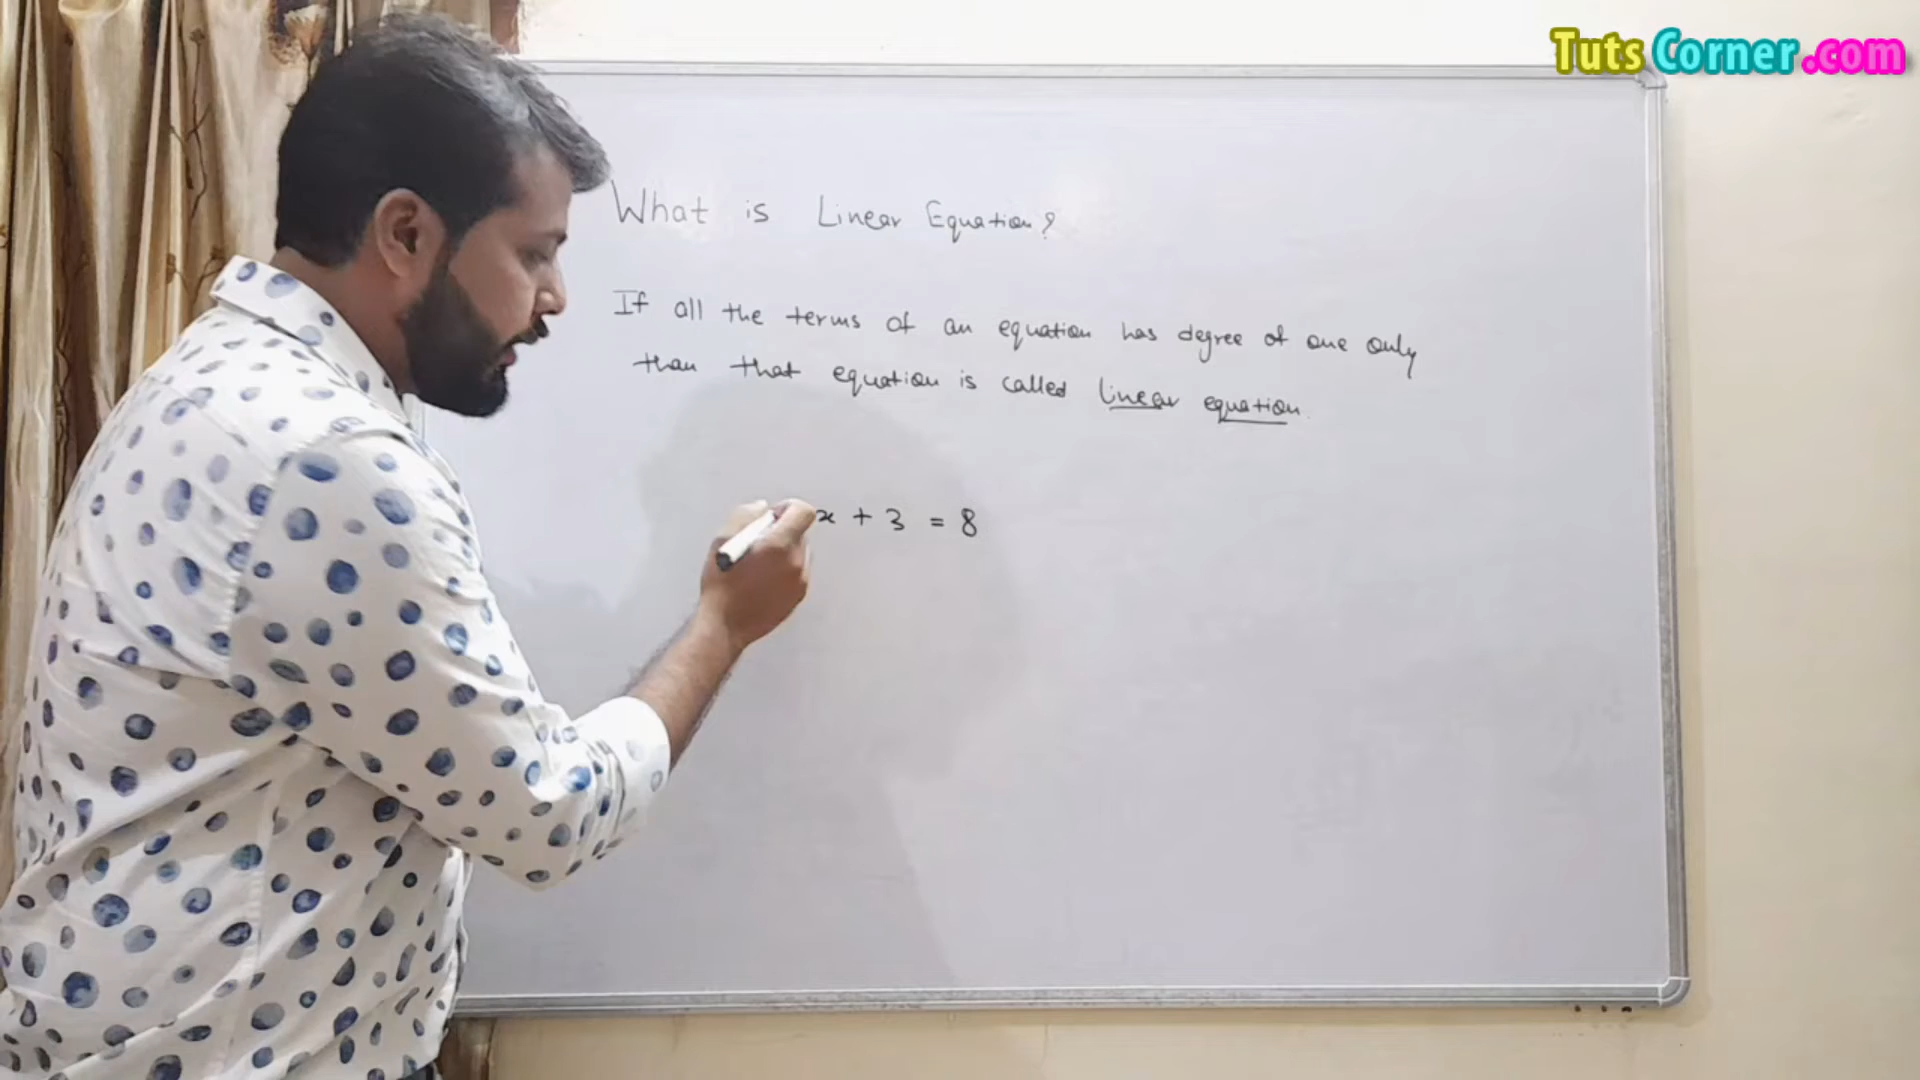 Tuts Corner.com
What is Linear Equation?
If all the terms of an equation has degree of one only
than that equation is called linear equation.
x + 3 = 8